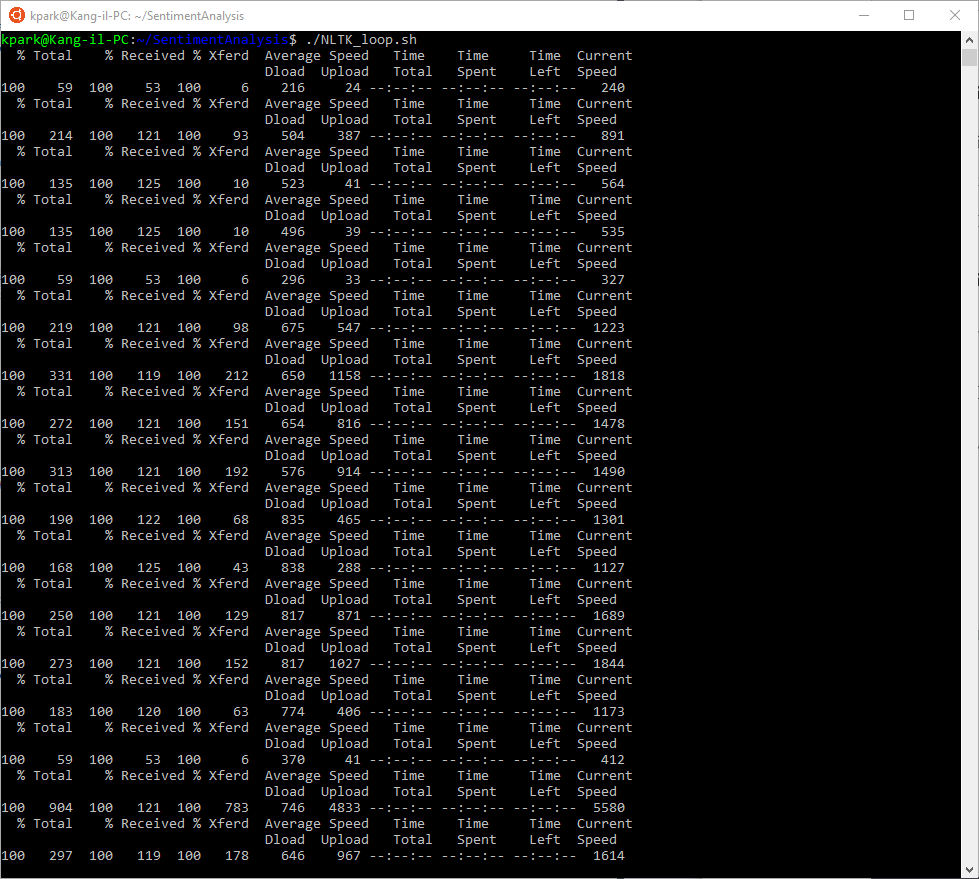 kpark@Kang-il-PC: ~/SentimentAnalysis
kpark@Kang-il-PC:~/SentimentAnalysis$ ./NLTK_loop.sh
  % Total    % Received % Xferd  Average Speed   Time    Time     Time  Current
                                 Dload  Upload   Total   Spent    Left  Speed
100    59  100    53  100     6    216     24 --:--:-- --:--:-- --:--:--   240
  % Total    % Received % Xferd  Average Speed   Time    Time     Time  Current
                                 Dload  Upload   Total   Spent    Left  Speed
100   214  100   121  100    93    504    387 --:--:-- --:--:-- --:--:--   891
  % Total    % Received % Xferd  Average Speed   Time    Time     Time  Current
                                 Dload  Upload   Total   Spent    Left  Speed
100   135  100   125  100    10    523     41 --:--:-- --:--:-- --:--:--   564
  % Total    % Received % Xferd  Average Speed   Time    Time     Time  Current
                                 Dload  Upload   Total   Spent    Left  Speed
100   135  100   125  100    10    496     39 --:--:-- --:--:-- --:--:--   535
  % Total    % Received % Xferd  Average Speed   Time    Time     Time  Current
                                 Dload  Upload   Total   Spent    Left  Speed
100    59  100    53  100     6    296     33 --:--:-- --:--:-- --:--:--   327
  % Total    % Received % Xferd  Average Speed   Time    Time     Time  Current
                                 Dload  Upload   Total   Spent    Left  Speed
100   219  100   121  100    98    675    547 --:--:-- --:--:-- --:--:--  1223
  % Total    % Received % Xferd  Average Speed   Time    Time     Time  Current
                                 Dload  Upload   Total   Spent    Left  Speed
100   331  100   119  100   212    650   1158 --:--:-- --:--:-- --:--:--  1818
  % Total    % Received % Xferd  Average Speed   Time    Time     Time  Current
                                 Dload  Upload   Total   Spent    Left  Speed
100   272  100   121  100   151    654    816 --:--:-- --:--:-- --:--:--  1478
  % Total    % Received % Xferd  Average Speed   Time    Time     Time  Current
                                 Dload  Upload   Total   Spent    Left  Speed
100   313  100   121  100   192    576    914 --:--:-- --:--:-- --:--:--  1490
  % Total    % Received % Xferd  Average Speed   Time    Time     Time  Current
                                 Dload  Upload   Total   Spent    Left  Speed
100   190  100   122  100    68    835    465 --:--:-- --:--:-- --:--:--  1301
  % Total    % Received % Xferd  Average Speed   Time    Time     Time  Current
                                 Dload  Upload   Total   Spent    Left  Speed
100   168  100   125  100    43    838    288 --:--:-- --:--:-- --:--:--  1127
  % Total    % Received % Xferd  Average Speed   Time    Time     Time  Current
                                 Dload  Upload   Total   Spent    Left  Speed
100   250  100   121  100   129    817    871 --:--:-- --:--:-- --:--:--  1689
  % Total    % Received % Xferd  Average Speed   Time    Time     Time  Current
                                 Dload  Upload   Total   Spent    Left  Speed
100   273  100   121  100   152    817   1027 --:--:-- --:--:-- --:--:--  1844
  % Total    % Received % Xferd  Average Speed   Time    Time     Time  Current
                                 Dload  Upload   Total   Spent    Left  Speed
100   183  100   120  100    63    774    406 --:--:-- --:--:-- --:--:--  1173
  % Total    % Received % Xferd  Average Speed   Time    Time     Time  Current
                                 Dload  Upload   Total   Spent    Left  Speed
100    59  100    53  100     6    370     41 --:--:-- --:--:-- --:--:--   412
  % Total    % Received % Xferd  Average Speed   Time    Time     Time  Current
                                 Dload  Upload   Total   Spent    Left  Speed
100   904  100   121  100   783    746   4833 --:--:-- --:--:-- --:--:--  5580
  % Total    % Received % Xferd  Average Speed   Time    Time     Time  Current
                                 Dload  Upload   Total   Spent    Left  Speed
100   297  100   119  100   178    646    967 --:--:-- --:--:-- --:--:--  1614